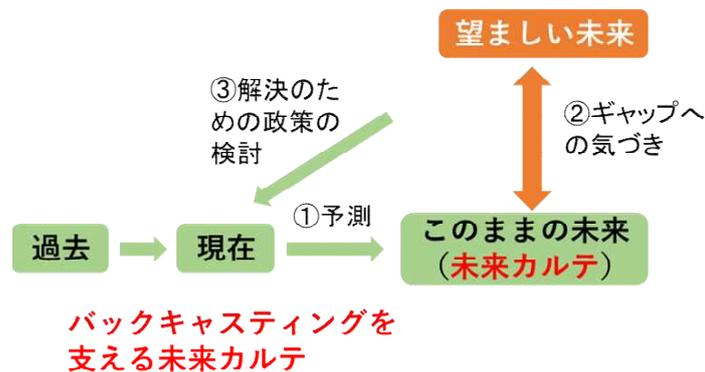 望ましい未来
③解決のた
めの政策の
検討
②ギャップへ
の気づき
①予測
過去
現在
このままの未来
（未来カルテ）
バックキャスティングを
支える未来カルテ